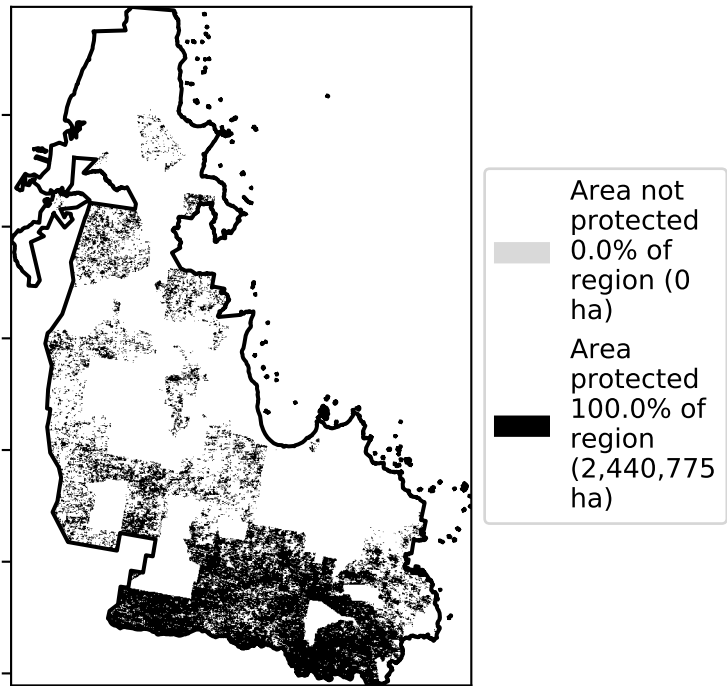 Area not
protected
0.0% of
region (0
ha)
Area
protected
100.0% of
region
(2,440,775
ha)